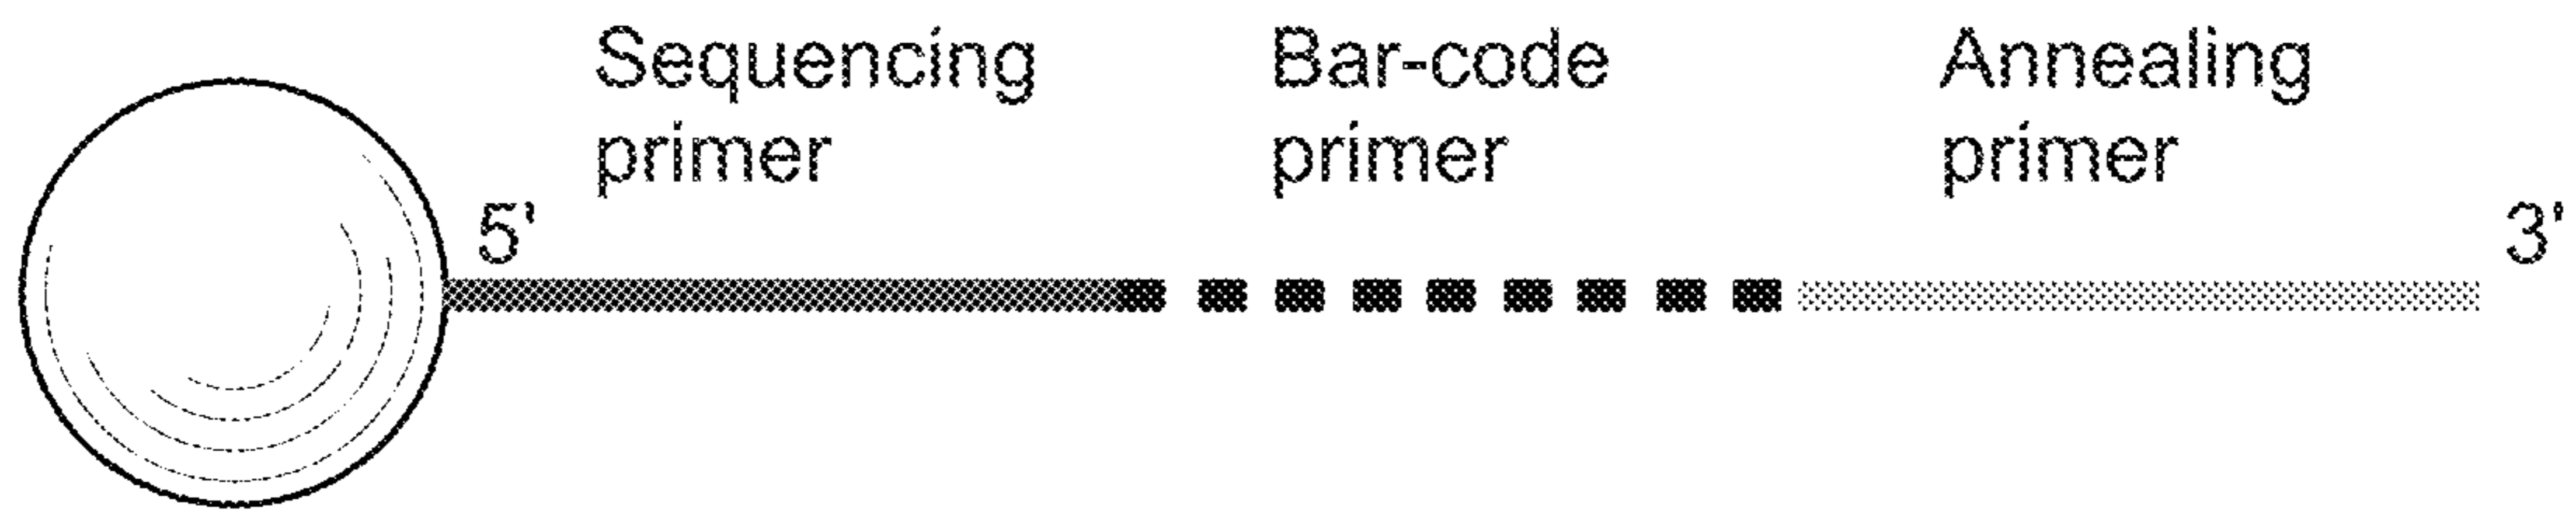 Sequencing
primer
Bar-code
primer
Annealing
primer
5'
3'